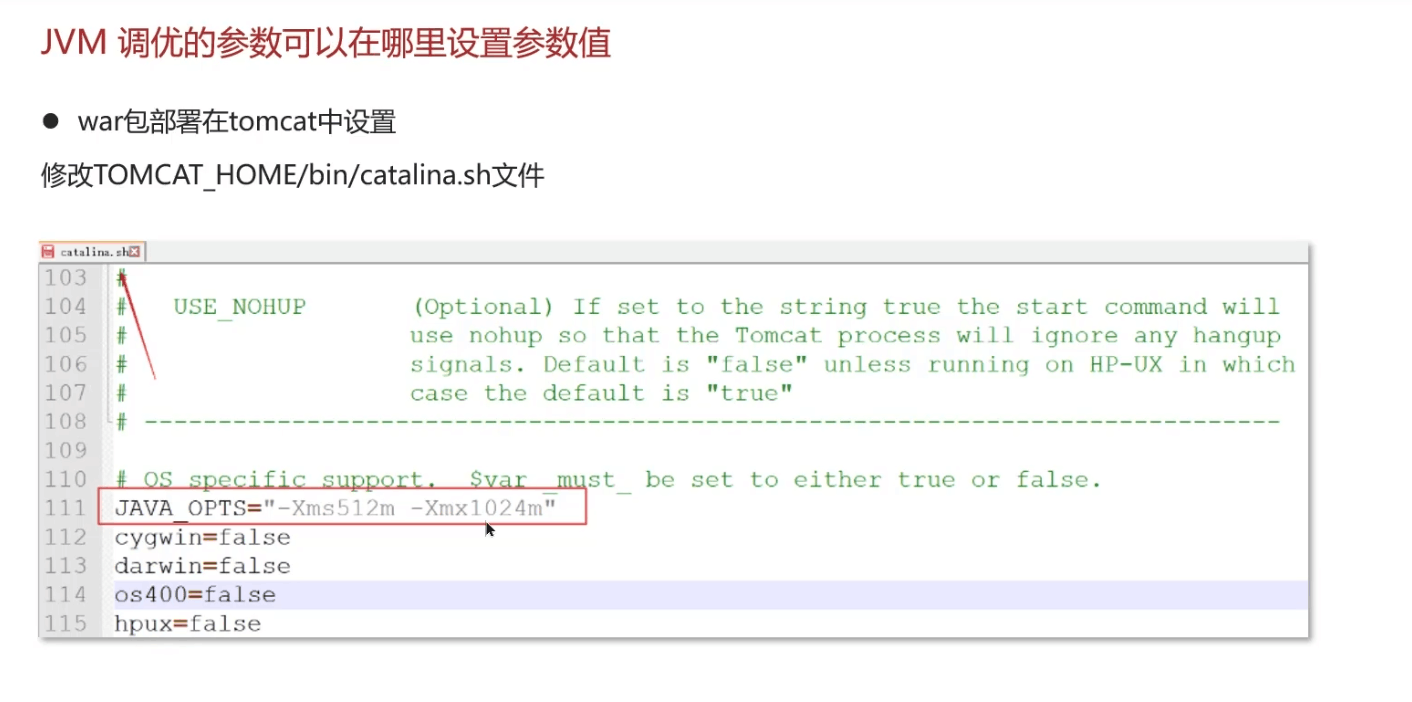 JVM 调优的参数可以在哪里设置参数值
● war包部署在tomcat中设置
修改TOMCAT_HOME/bin/catalina.sh文件
catalina.sh
103 #
104 # USE_NOHUP (Optional) If set to the string true the start command will
105 # use nohup so that the Tomcat process will ignore any hangup
106 # signals. Default is "false" unless running on HP-UX in which
107 # case the default is "true"
108 # -----------------------------------------------------------------------------
109
110 # OS specific support. $var _must_ be set to either true or false.
111 JAVA_OPTS="-Xms512m -Xmx1024m"
112 cygwin=false
113 darwin=false
114 os400=false
115 hpux=false